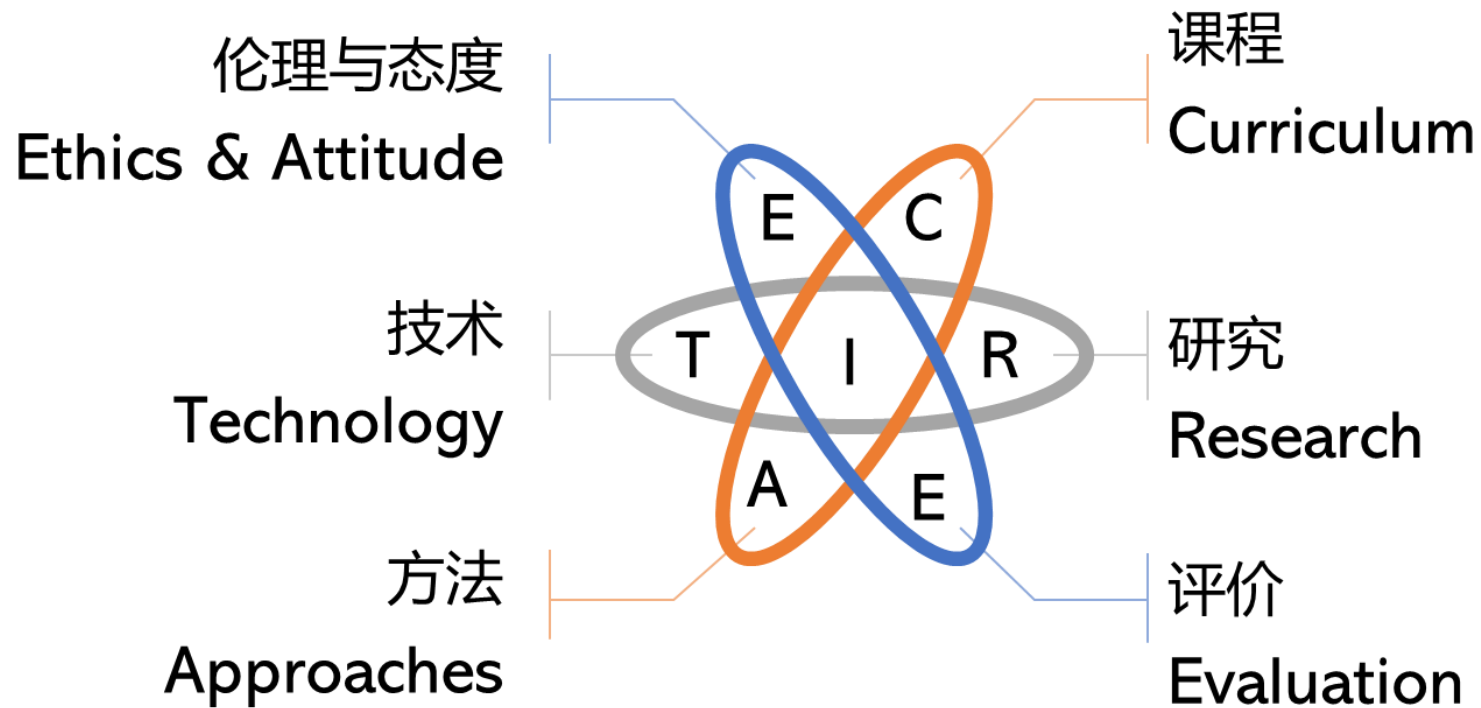 伦理与态度
Ethics & Attitude
课程
Curriculum
E
C
技术
Technology
T
I
R
研究
Research
A
E
方法
Approaches
评价
Evaluation